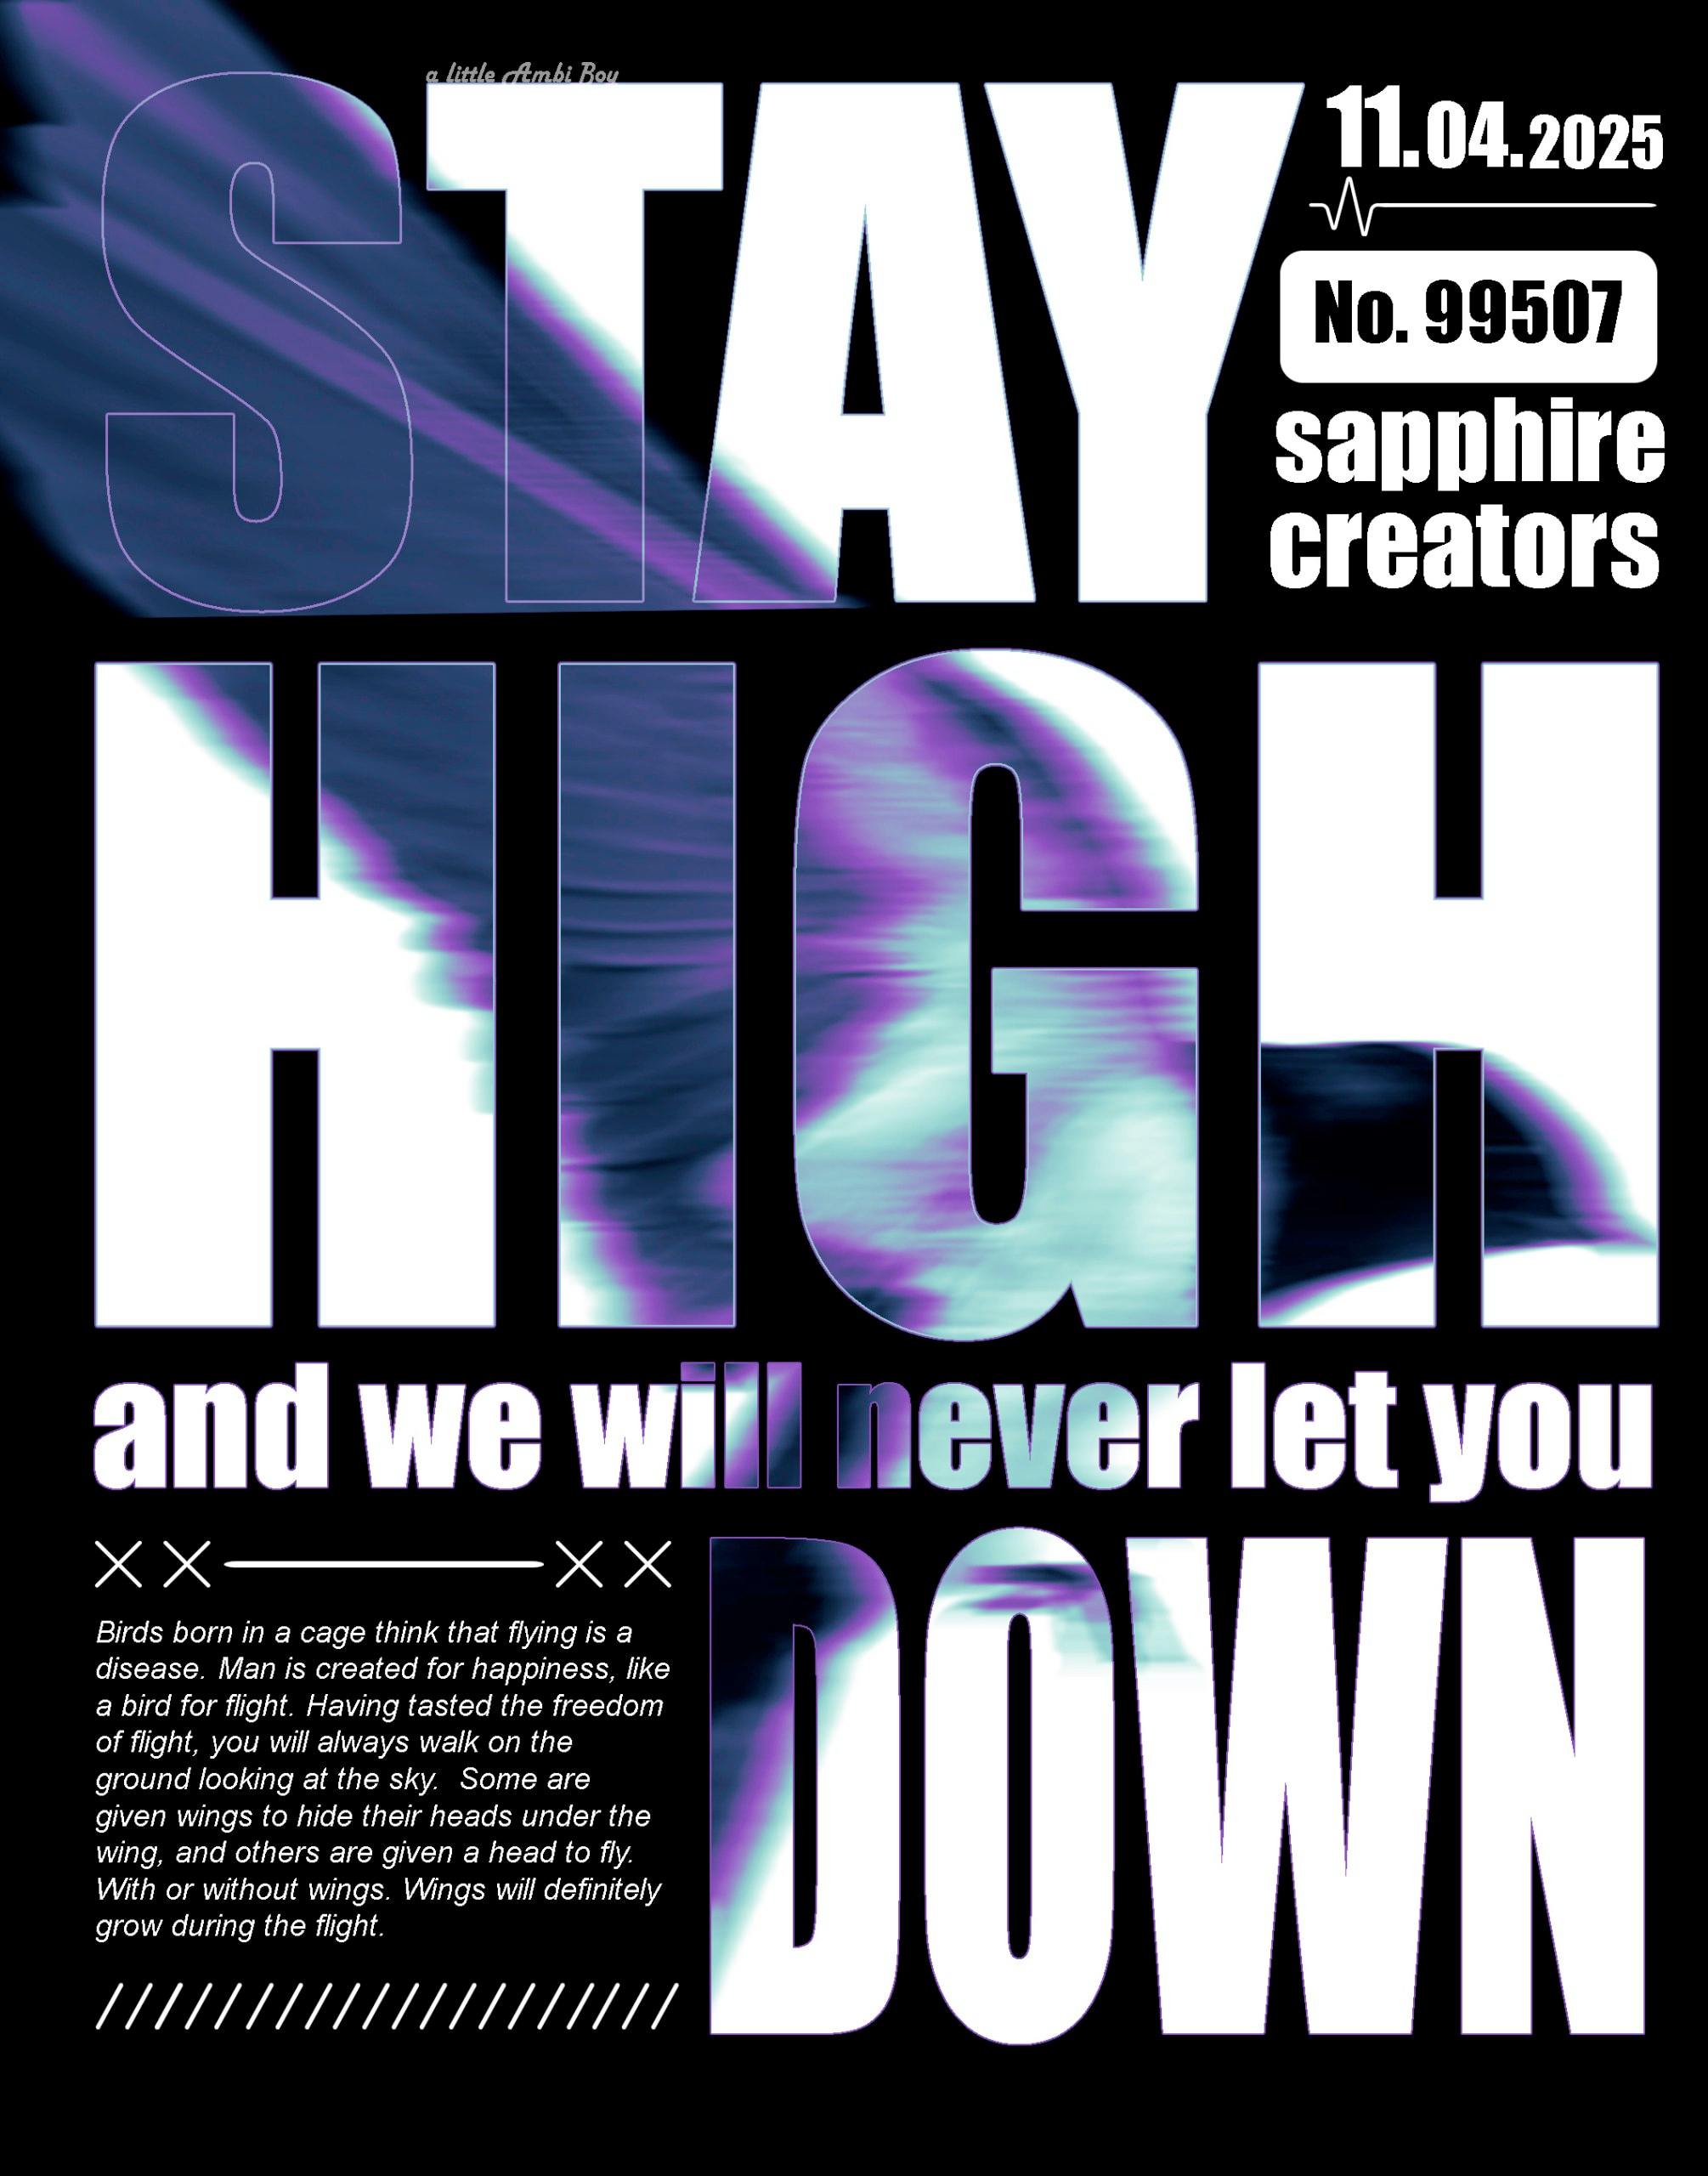 a little Ambi Boy
STAY
11.04.2025
No. 99507
sapphire
creators
HIGH
and we will never let you
DOWN
Birds born in a cage think that flying is a
disease. Man is created for happiness, like
a bird for flight. Having tasted the freedom
of flight, you will always walk on the
ground looking at the sky.  Some are
given wings to hide their heads under the
wing, and others are given a head to fly.
With or without wings. Wings will definitely
grow during the flight.